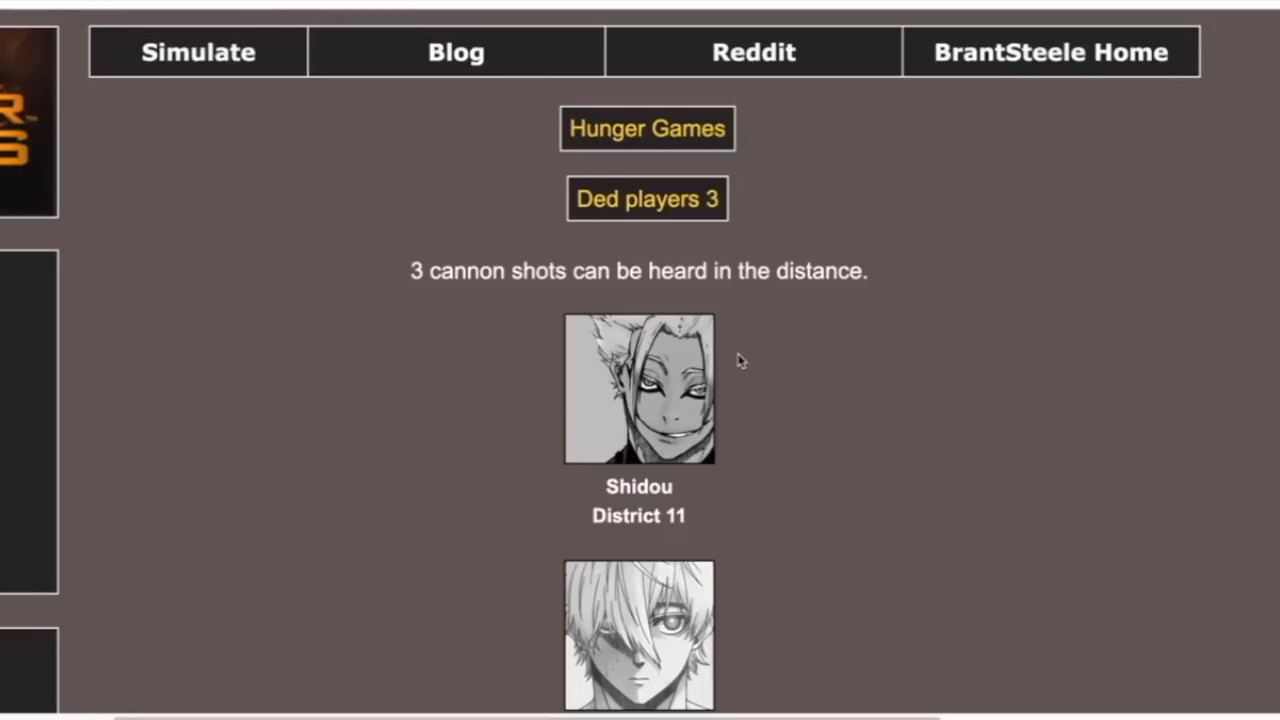 Simulate
Blog
Reddit
BrantSteele Home
Hunger Games
Ded players 3
3 cannon shots can be heard in the distance.
Shidou
District 11